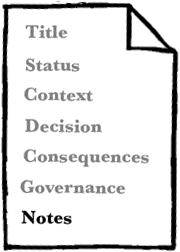 Title
Status
Context
Decision
Consequences
Governance
Notes